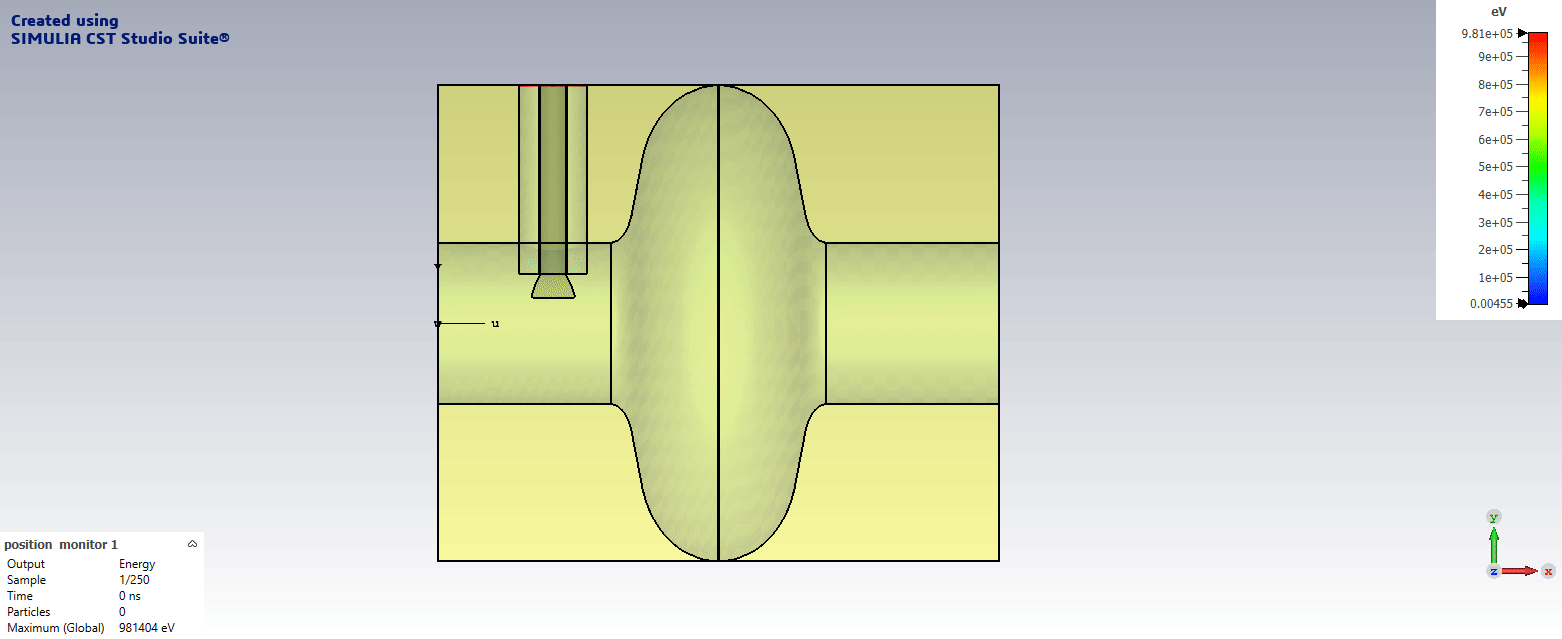 Created using
SIMULIA CST Studio Suite®
eV
9.81e+05
9e+05
8e+05
7e+05
6e+05
5e+05
4e+05
3e+05
2e+05
1e+05
0.00455
u
position monitor 1
Output Energy
Sample 1/250
Time 0 ns
Particles 0
Maximum (Global) 981404 eV
y
z x